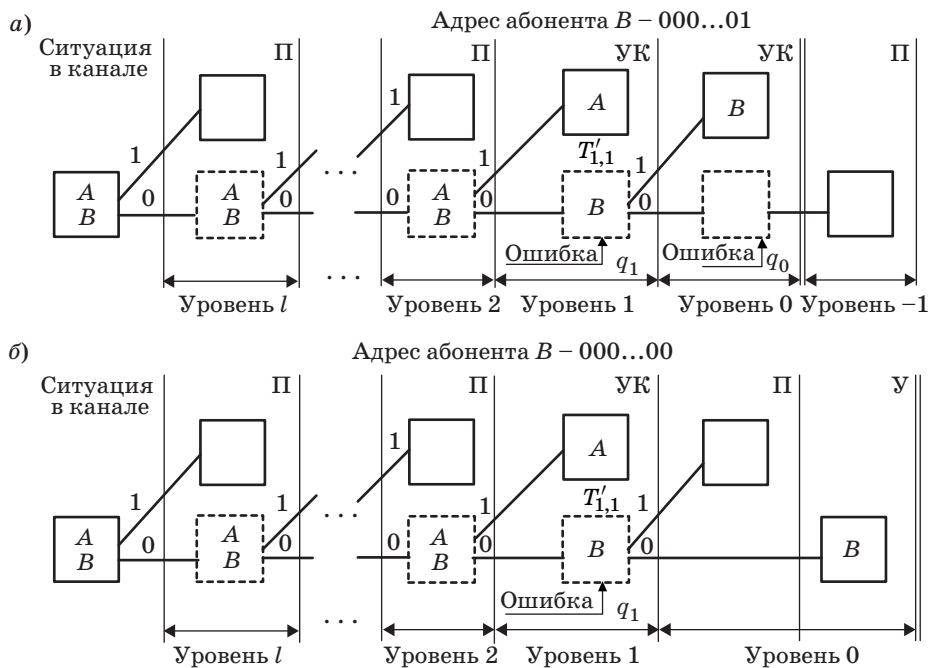 а)
Адрес абонента B – 000...01
Ситуация в канале
П
П
УК
УК
П
1
1
1
1
1
A
B
T′1,1
A
B
0
A
B
0
...
0
A
B
0
B
0
Ошибка
q1
Ошибка
q0
...
Уровень l
Уровень 2
Уровень 1
Уровень 0
Уровень –1
б)
Адрес абонента B – 000...00
Ситуация в канале
П
П
УК
П
У
1
1
1
1
1
A
T′1,1
A
B
0
A
B
0
...
0
A
B
0
B
0
B
Ошибка
q1
...
Уровень l
Уровень 2
Уровень 1
Уровень 0